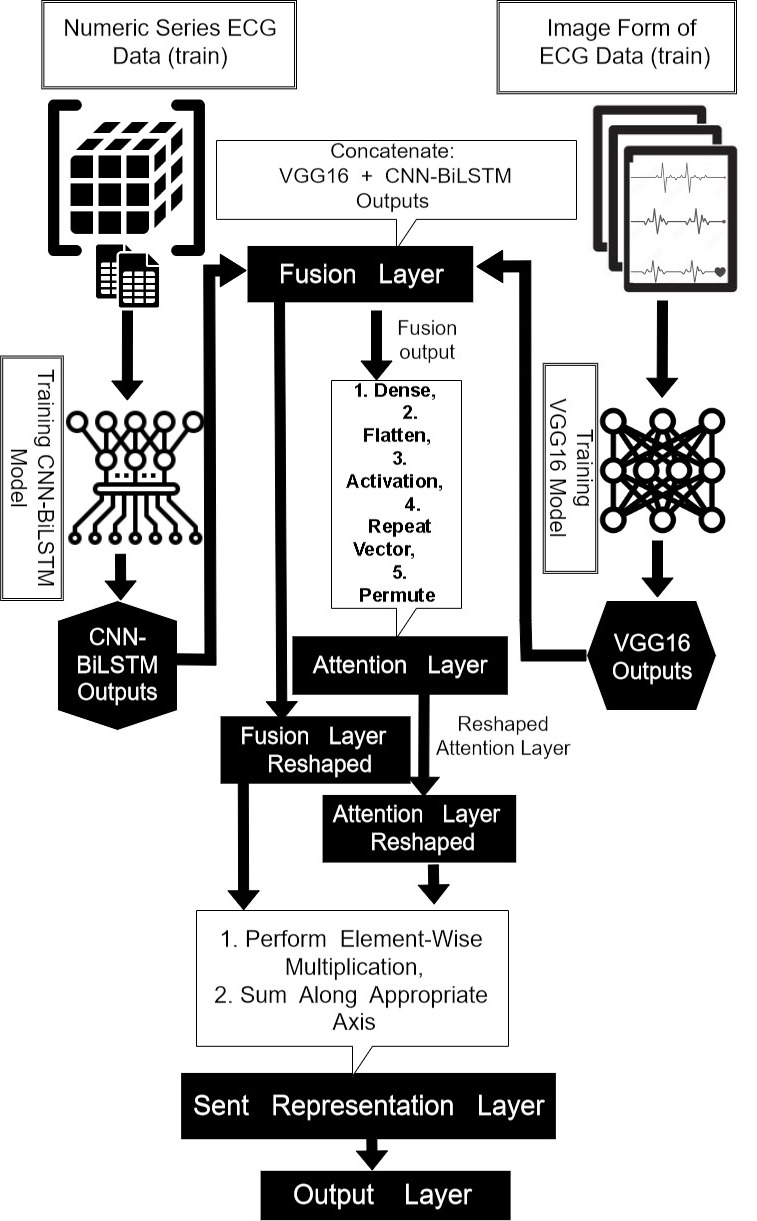 Numeric Series ECG
Data (train)
Image Form of
ECG Data (train)
Concatenate:
VGG16 + CNN-BiLSTM
Outputs
Fusion Layer
Fusion
output
1. Dense,
2.
Flatten,
3.
Activation,
4.
Repeat
Vector,
5.
Permute
Training CNN-BiLSTM
Model
Training
VGG16 Model
CNN-
BiLSTM
Outputs
VGG16
Outputs
Attention Layer
Fusion Layer
Reshaped
Reshaped
Attention Layer
Attention Layer
Reshaped
1. Perform Element-Wise
Multiplication,
2. Sum Along Appropriate
Axis
Sent Representation Layer
Output Layer